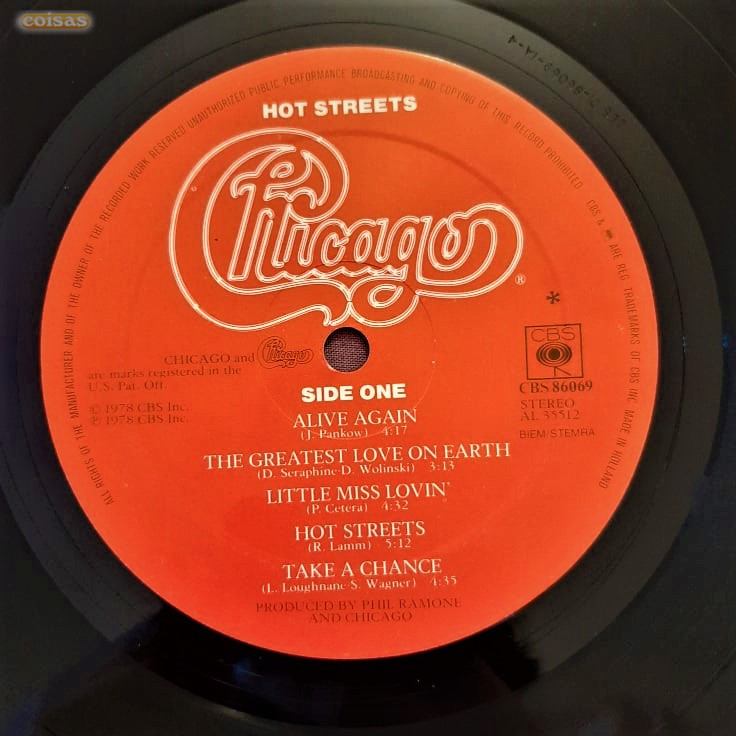 coisas
ALL RIGHTS OF THE MANUFACTURER AND OF THE OWNER OF THE RECORDED WORK RESERVED UNAUTHORIZED PUBLIC PERFORMANCE BROADCASTING AND COPYING OF THIS RECORD PROHIBITED
CBS & ARE REG. TRADEMARKS OF CBS INC. MADE IN HOLLAND
HOT STREETS
Chicago
®
*
CBS
CHICAGO and Chicago
are marks registered in the
U.S. Pat. Off.
© 1978 CBS Inc.
℗ 1978 CBS Inc.
CBS 86069
STEREO
AL 35512
BIEM/STEMRA
SIDE ONE
ALIVE AGAIN
(J. Pankow) 4:17
THE GREATEST LOVE ON EARTH
(D. Seraphine-D. Wolinski) 3:13
LITTLE MISS LOVIN'
(P. Cetera) 4:32
HOT STREETS
(R. Lamm) 5:12
TAKE A CHANCE
(L. Loughnane-S. Wagner) 4:35
PRODUCED BY PHIL RAMONE
AND CHICAGO